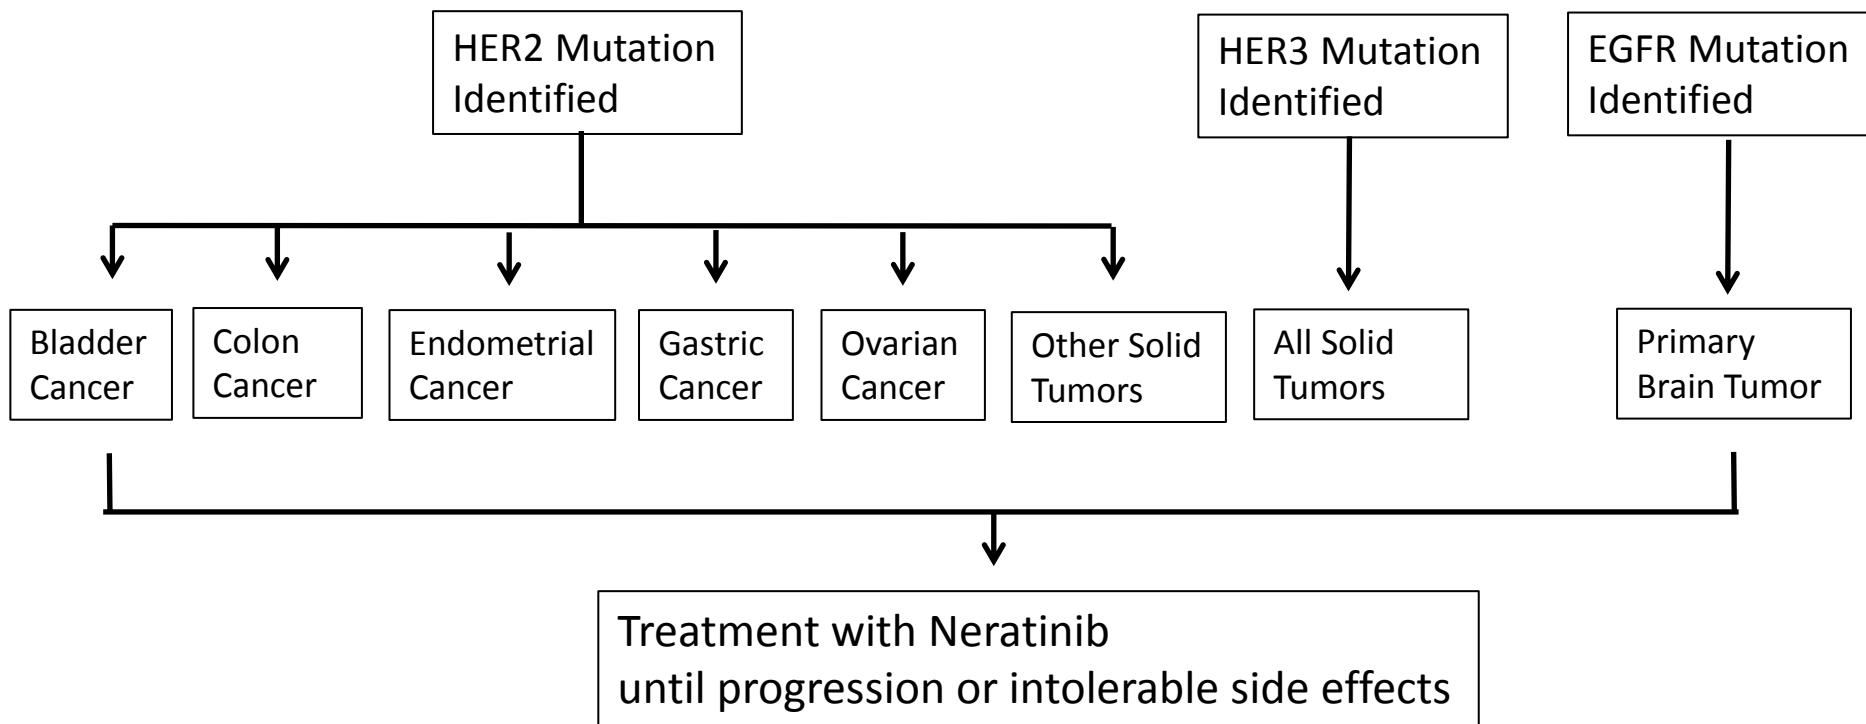 HER2 Mutation
Identified
HER3 Mutation
Identified
EGFR Mutation
Identified
Bladder
Cancer
Colon
Cancer
Endometrial
Cancer
Gastric
Cancer
Ovarian
Cancer
Other Solid
Tumors
All Solid
Tumors
Primary
Brain Tumor
Treatment with Neratinib
until progression or intolerable side effects